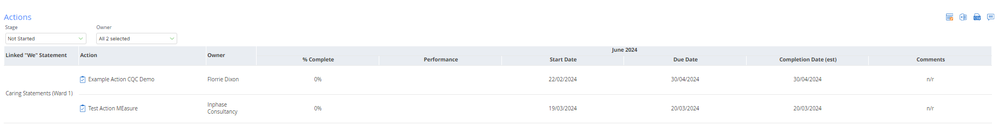 Actions
Stage
Owner
Not Started
All 2 selected
CSV
June 2024
Linked "We" Statement
Action
Owner
% Complete
Performance
Start Date
Due Date
Completion Date (est)
Comments
Example Action CQC Demo
Florrie Dixon
0%
22/02/2024
30/04/2024
30/04/2024
n/r
Caring Statements (Ward 1)
Test Action MEasure
Inphase
Consultancy
0%
19/03/2024
20/03/2024
20/03/2024
n/r